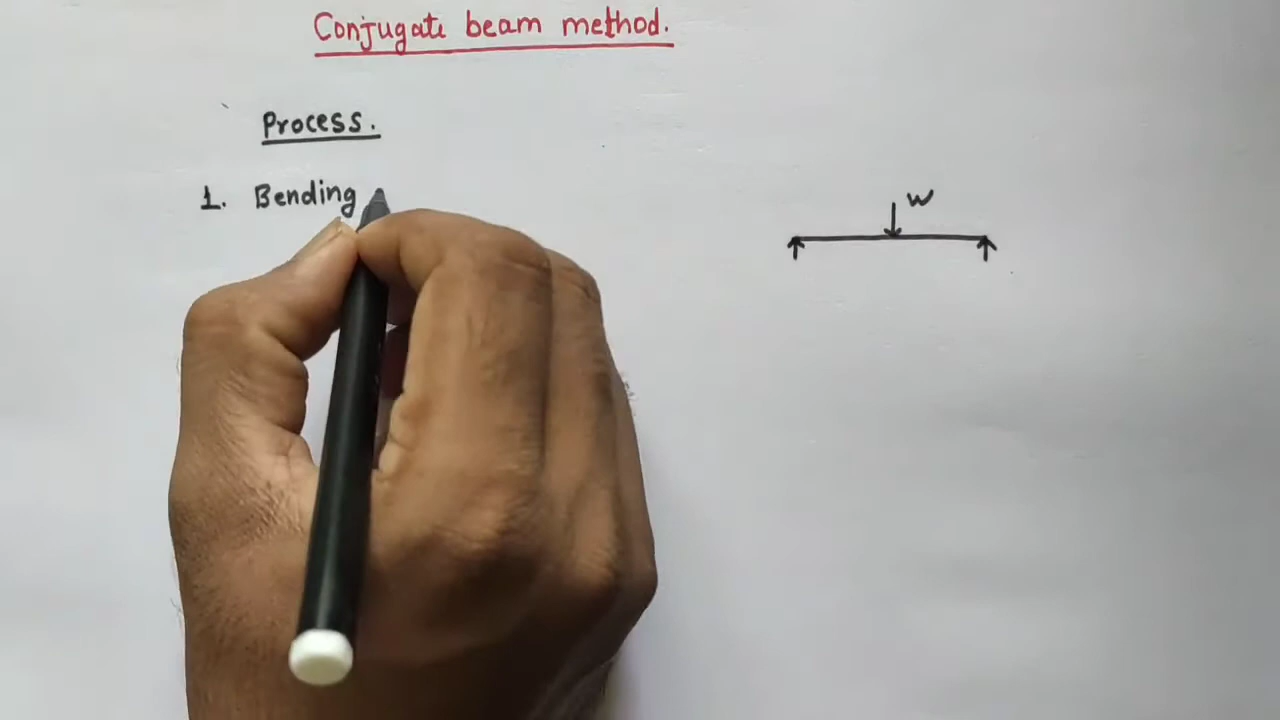 Conjugate beam method.
Process.
1. Bending
W